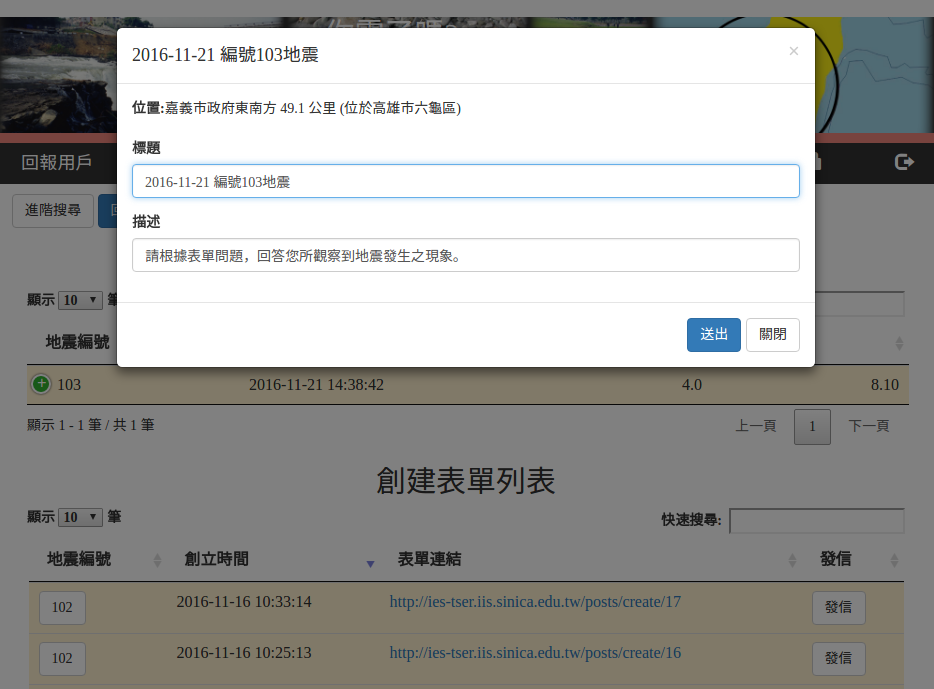 2016-11-21 編號103地震
×
位置:嘉義市政府東南方 49.1 公里 (位於高雄市六龜區)
標題
2016-11-21 編號103地震
描述
請根據表單問題，回答您所觀察到地震發生之現象。
送出 關閉
回報用戶
進階搜尋
顯示 10 筆
地震編號
103 2016-11-21 14:38:42 4.0 8.10
顯示 1 - 1 筆 / 共 1 筆
上一頁 1 下一頁
創建表單列表
顯示 10 筆
快速搜尋:
地震編號 創立時間 表單連結 發信
102 2016-11-16 10:33:14 http://ies-tser.iis.sinica.edu.tw/posts/create/17 發信
102 2016-11-16 10:25:13 http://ies-tser.iis.sinica.edu.tw/posts/create/16 發信